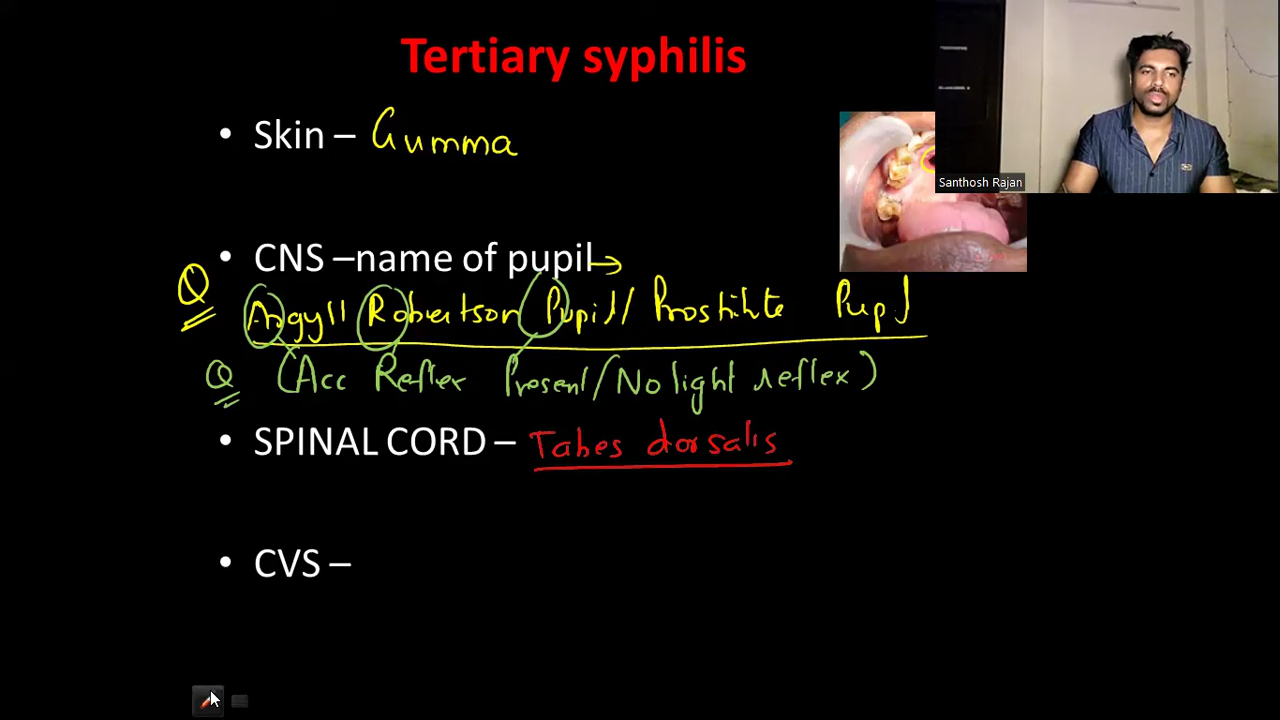 Tertiary syphilis
• Skin – Gumma
Santhosh Rajan
• CNS –name of pupil→
Q Argyll Robertson Pupil/ Prostitute Pupil
Q (Acc Reflex Present/No light reflex)
• SPINAL CORD – Tabes dorsalis
• CVS –